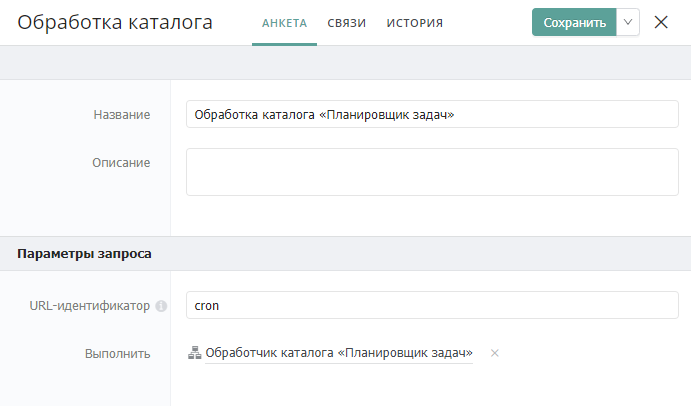 Обработка каталога АНКЕТА СВЯЗИ ИСТОРИЯ Сохранить
Название Обработка каталога «Планировщик задач»
Описание
Параметры запроса
URL-идентификатор cron
Выполнить Обработчик каталога «Планировщик задач»